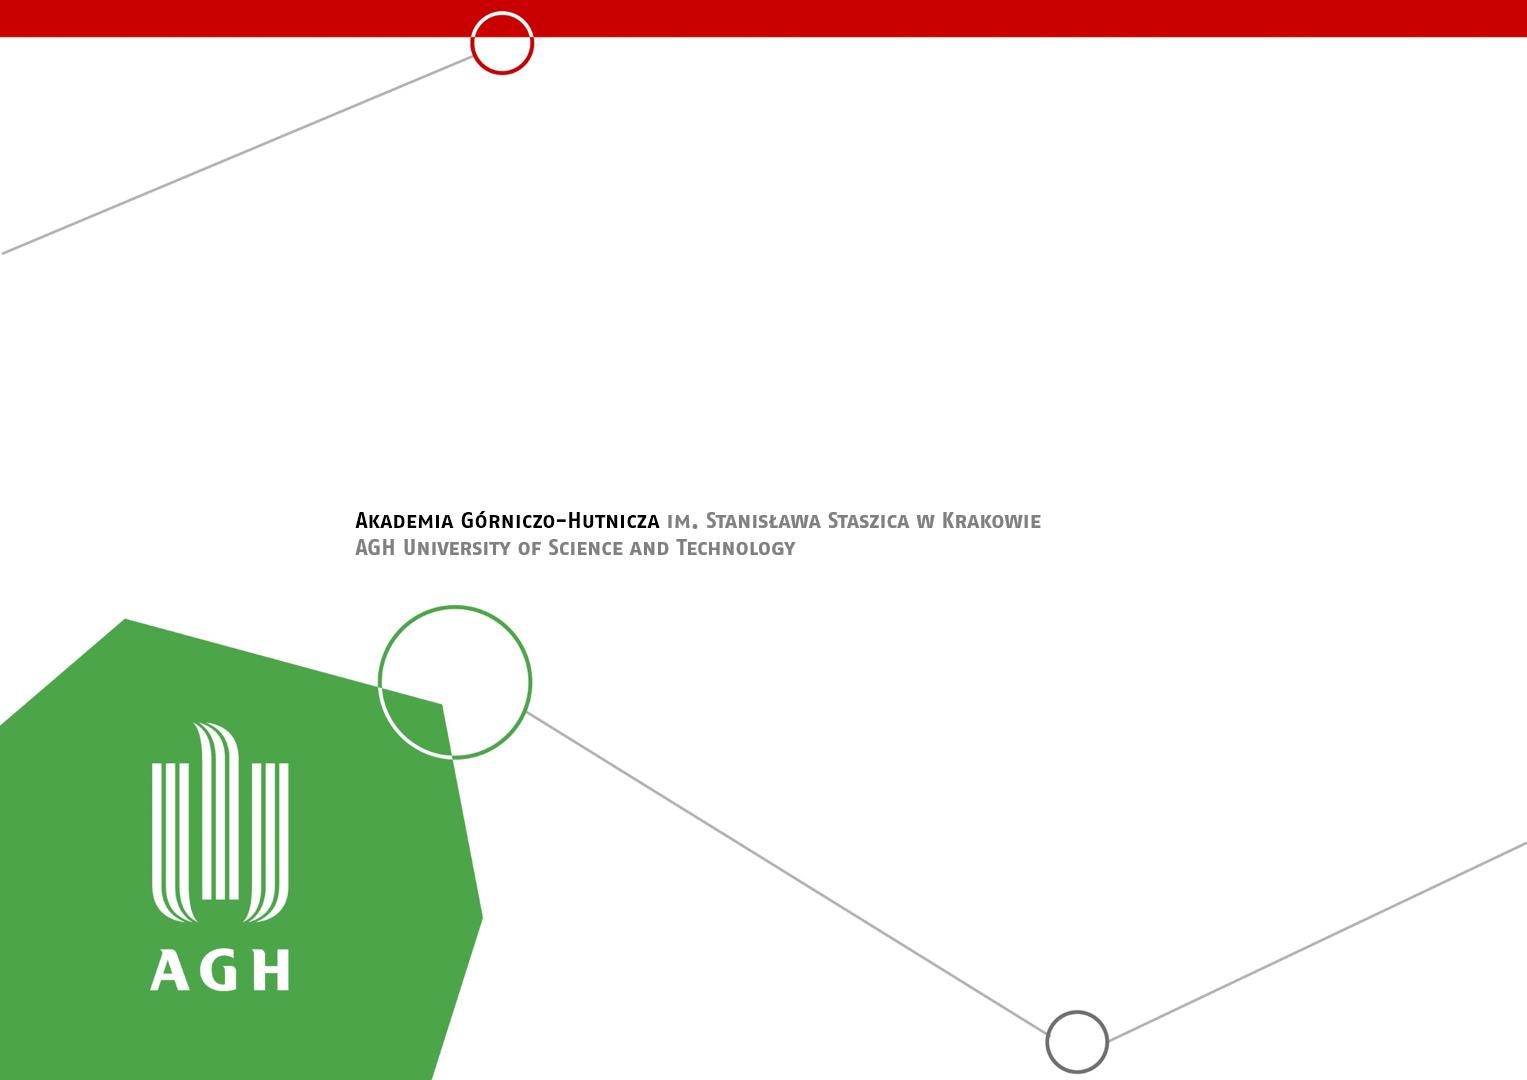 Akademia Górniczo-Hutnicza im. Stanisława Staszica w Krakowie
AGH University of Science and Technology
AGH